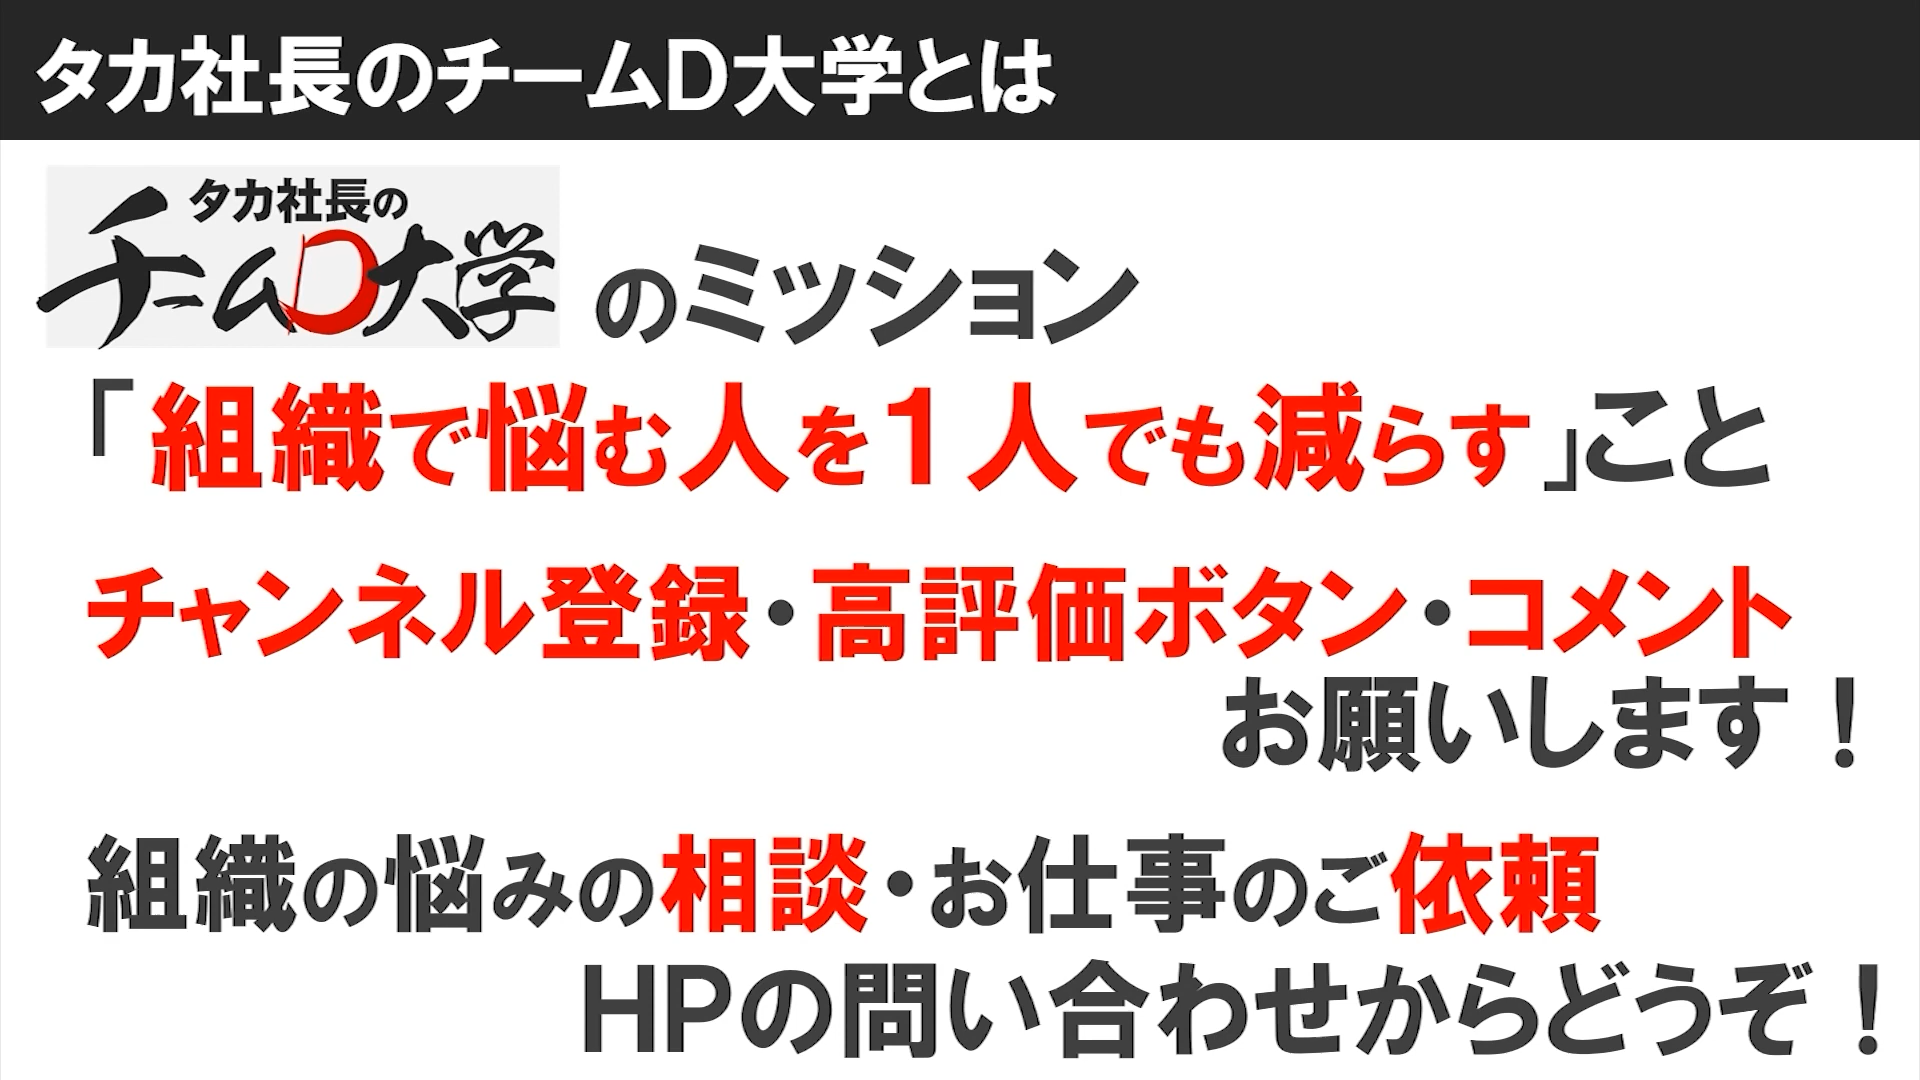 タカ社長のチームD大学とは
タカ社長の
チームD大学
のミッション
「組織で悩む人を１人でも減らす」こと
チャンネル登録・高評価ボタン・コメント
お願いします！
組織の悩みの相談・お仕事のご依頼
HPの問い合わせからどうぞ！